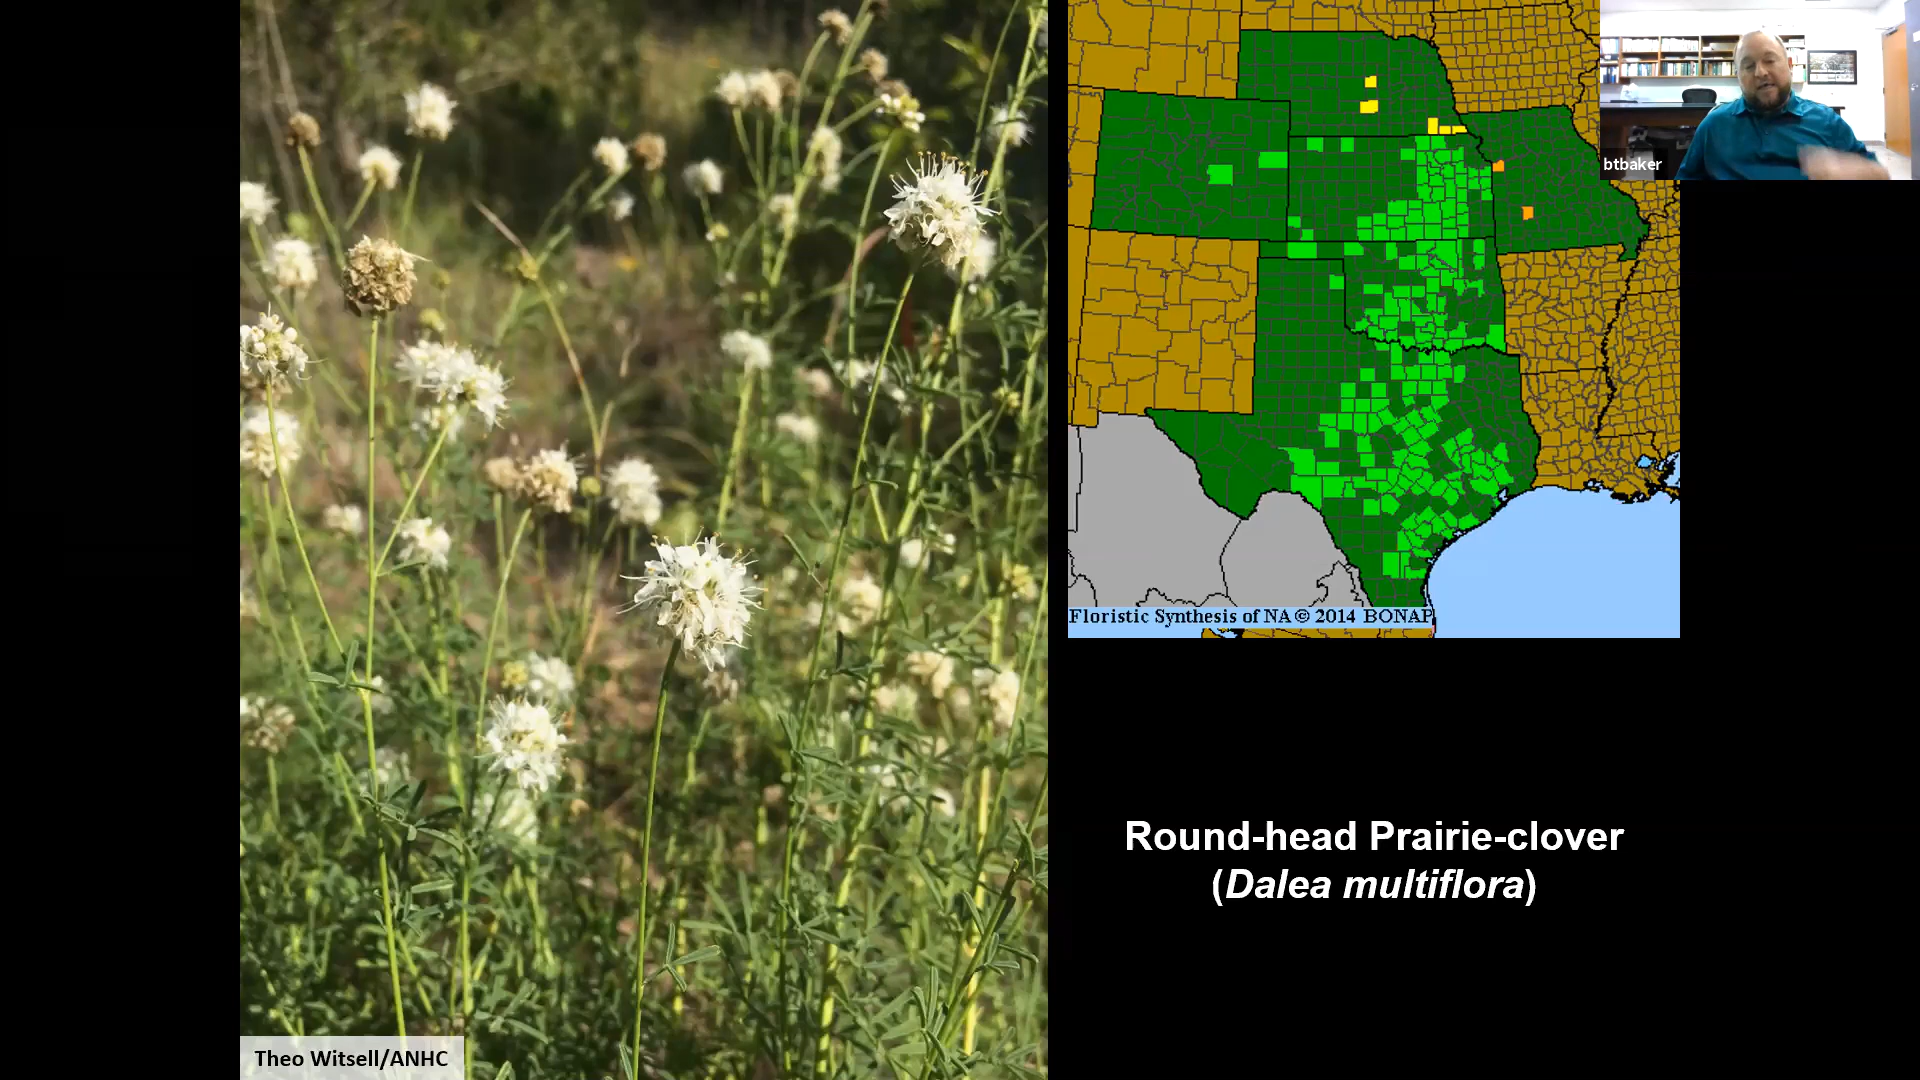 btbaker
Floristic Synthesis of NA © 2014 BONAP
Round-head Prairie-clover
(Dalea multiflora)
Theo Witsell/ANHC